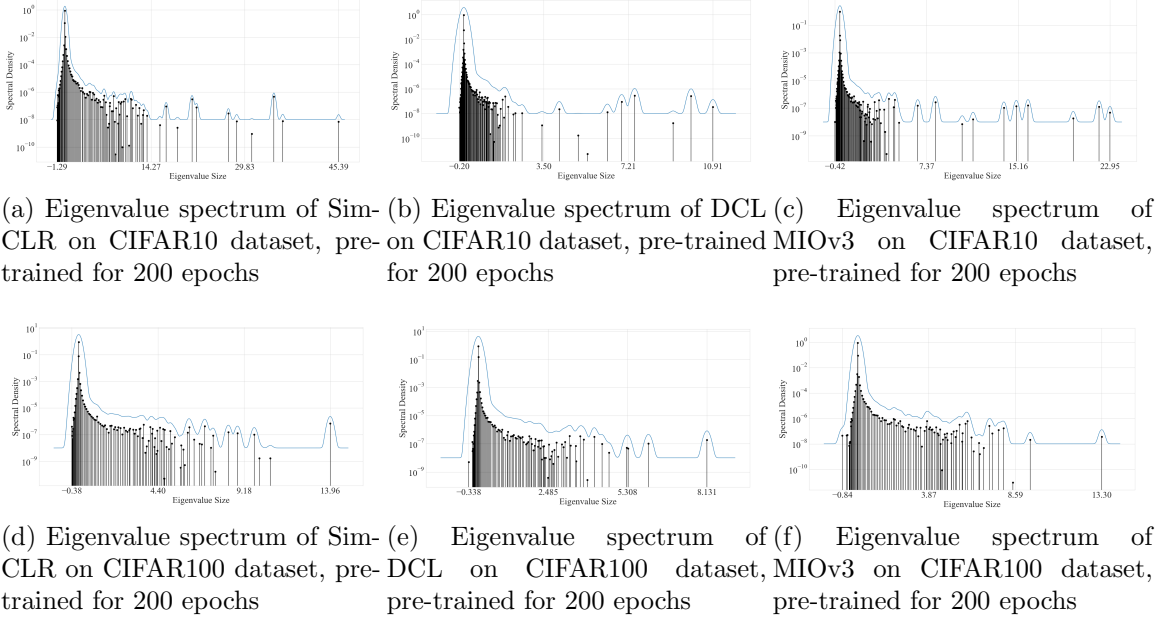 Spectral Density
10^0
10^-2
10^-4
10^-6
10^-8
10^-10
−1.29 14.27 29.83 45.39
Eigenvalue Size
Spectral Density
10^0
10^-2
10^-4
10^-6
10^-8
10^-10
−0.20 3.50 7.21 10.91
Eigenvalue Size
Spectral Density
10^1
10^-1
10^-3
10^-5
10^-7
10^-9
−0.42 7.37 15.16 22.95
Eigenvalue Size
(a) Eigenvalue spectrum of Sim-
CLR on CIFAR10 dataset, pre-
trained for 200 epochs
(b) Eigenvalue spectrum of DCL
on CIFAR10 dataset, pre-trained
for 200 epochs
(c) Eigenvalue spectrum of
MIOv3 on CIFAR10 dataset,
pre-trained for 200 epochs
Spectral Density
10^1
10^-1
10^-3
10^-5
10^-7
10^-9
−0.38 4.40 9.18 13.96
Eigenvalue Size
Spectral Density
10^1
10^-1
10^-3
10^-5
10^-7
10^-9
−0.338 2.485 5.308 8.131
Eigenvalue Size
Spectral Density
10^0
10^-2
10^-4
10^-6
10^-8
10^-10
−0.84 3.87 8.59 13.30
Eigenvalue Size
(d) Eigenvalue spectrum of Sim-
CLR on CIFAR100 dataset, pre-
trained for 200 epochs
(e) Eigenvalue spectrum of
DCL on CIFAR100 dataset,
pre-trained for 200 epochs
(f) Eigenvalue spectrum of
MIOv3 on CIFAR100 dataset,
pre-trained for 200 epochs